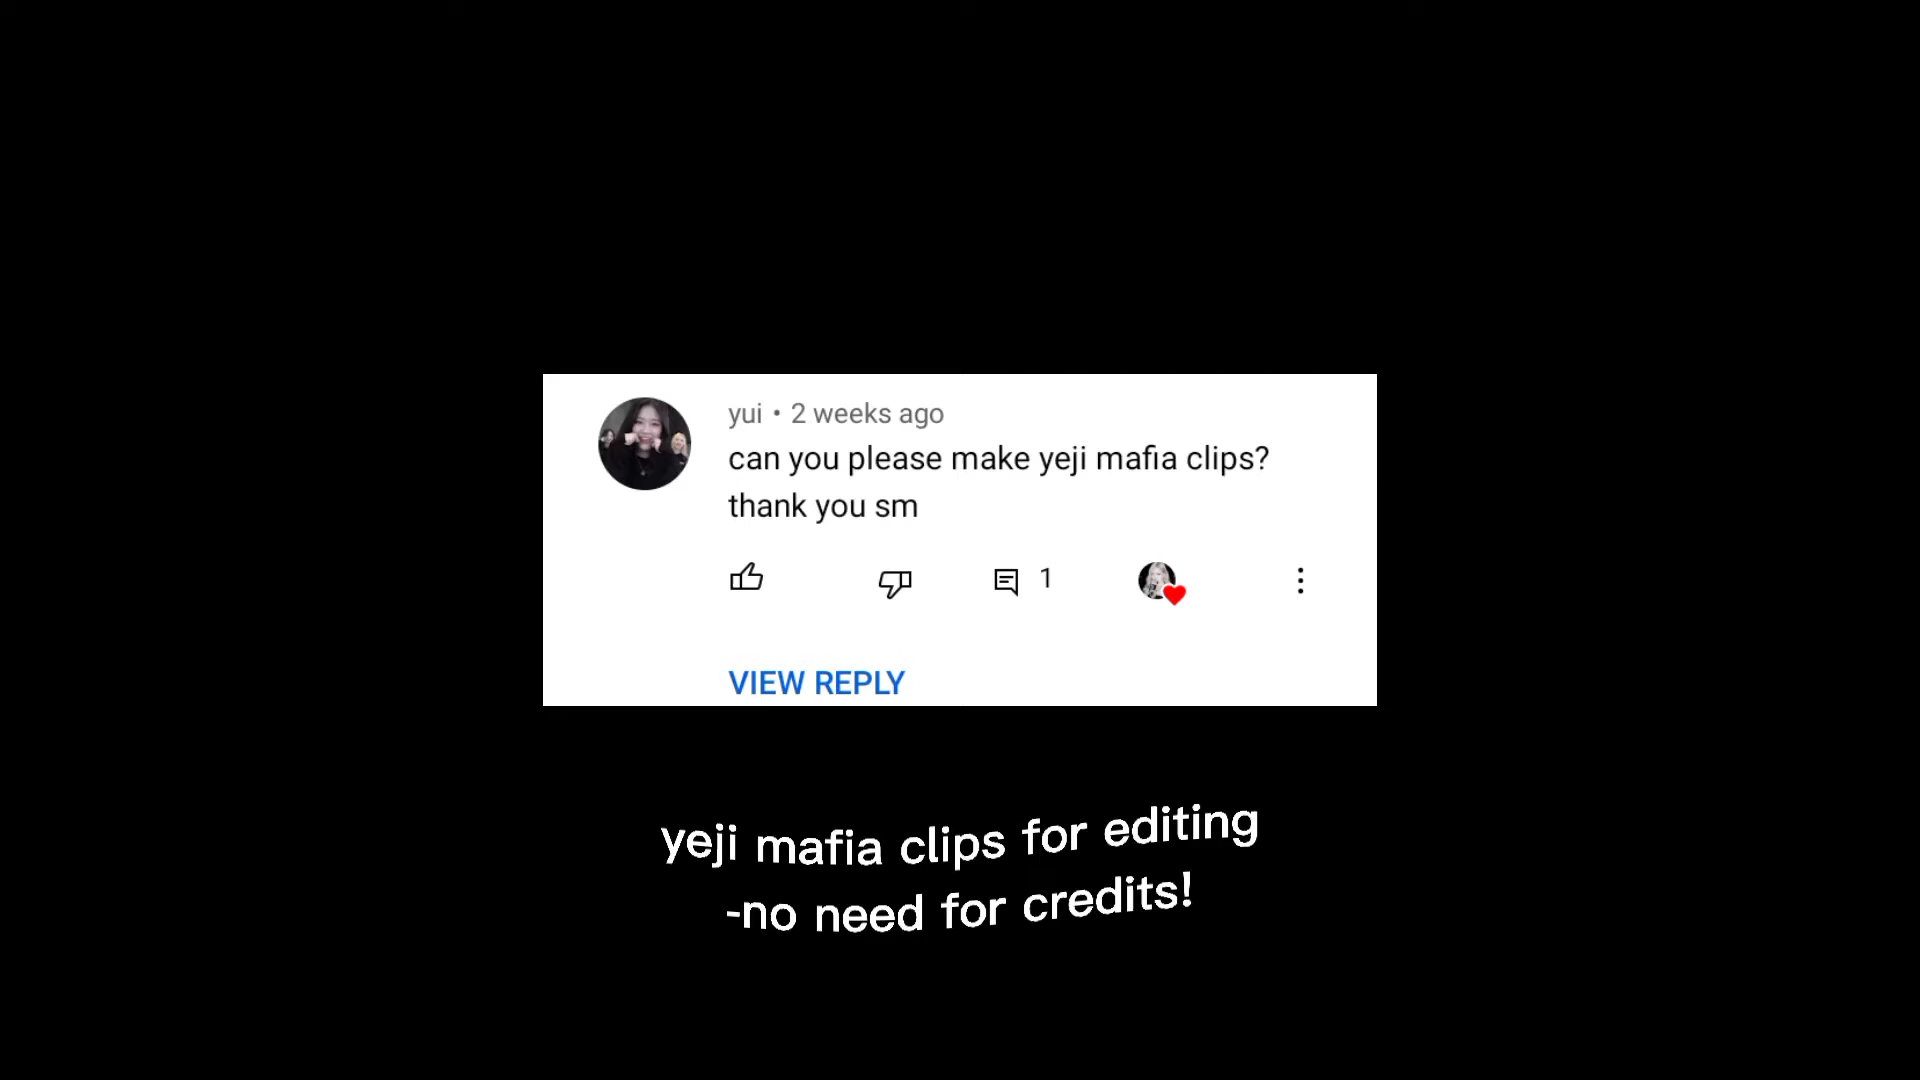 yui • 2 weeks ago
can you please make yeji mafia clips?
thank you sm
1
VIEW REPLY
yeji mafia clips for editing
-no need for credits!